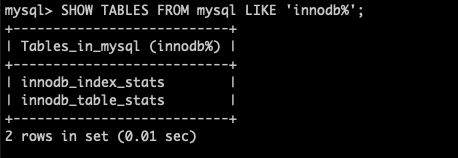 mysql> SHOW TABLES FROM mysql LIKE 'innodb%';
+---------------------------+
| Tables_in_mysql (innodb%) |
+---------------------------+
| innodb_index_stats        |
| innodb_table_stats        |
+---------------------------+
2 rows in set (0.01 sec)